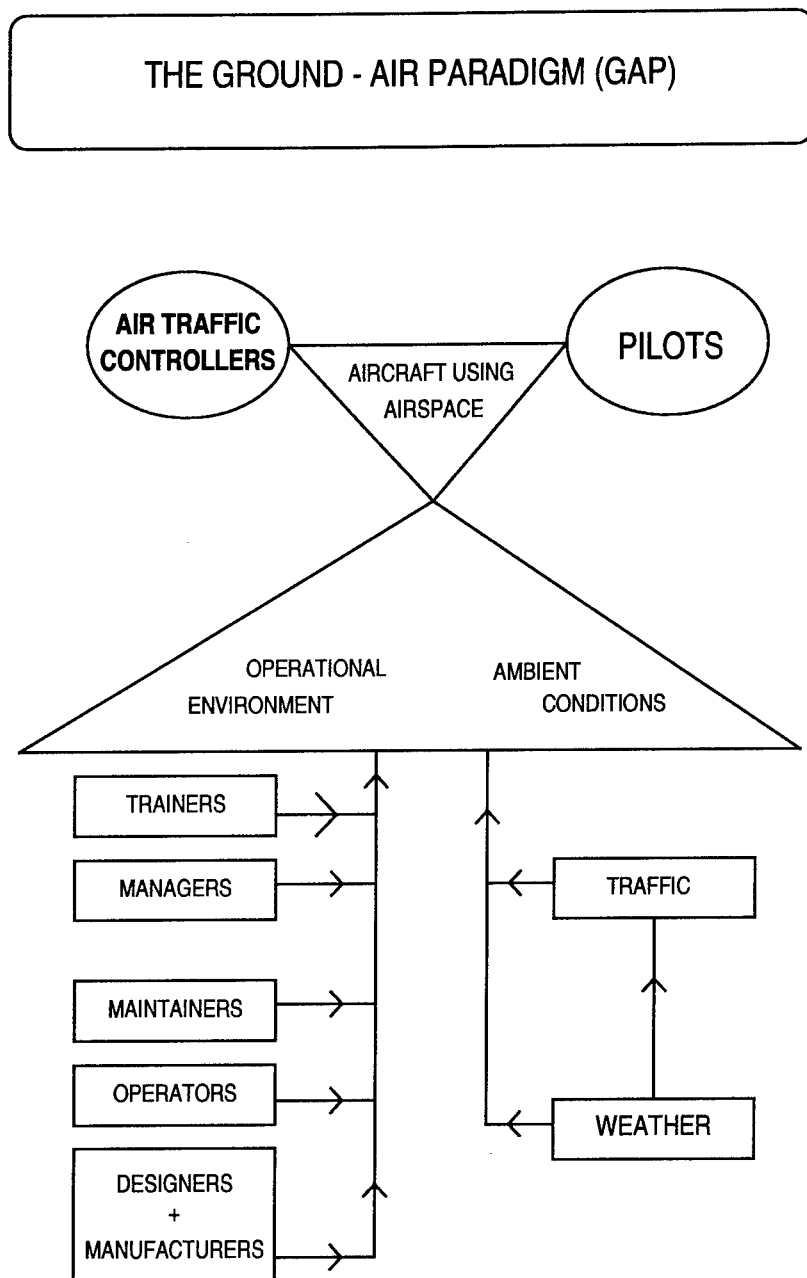 THE GROUND - AIR PARADIGM (GAP)
AIR TRAFFIC
CONTROLLERS
PILOTS
AIRCRAFT USING
AIRSPACE
OPERATIONAL
ENVIRONMENT
AMBIENT
CONDITIONS
TRAINERS
MANAGERS
MAINTAINERS
OPERATORS
DESIGNERS
+
MANUFACTURERS
TRAFFIC
WEATHER